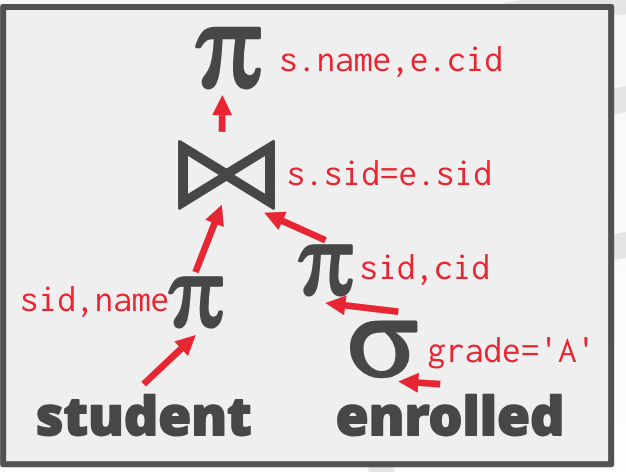 π s.name,e.cid
⋈ s.sid=e.sid
π sid,cid
sid,name π
σ grade='A'
student enrolled